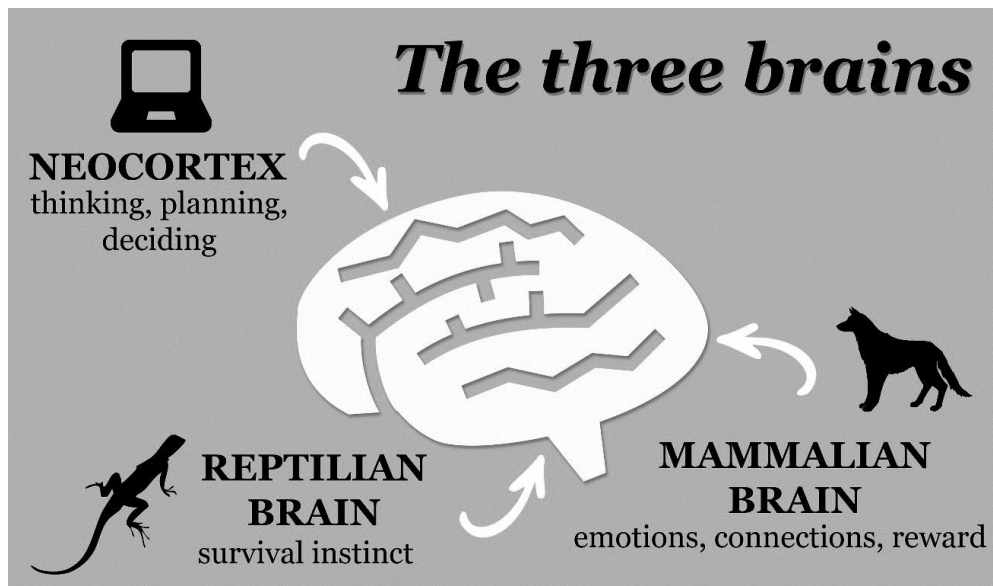 The three brains
NEOCORTEX
thinking, planning,
deciding
REPTILIAN
BRAIN
survival instinct
MAMMALIAN
BRAIN
emotions, connections, reward